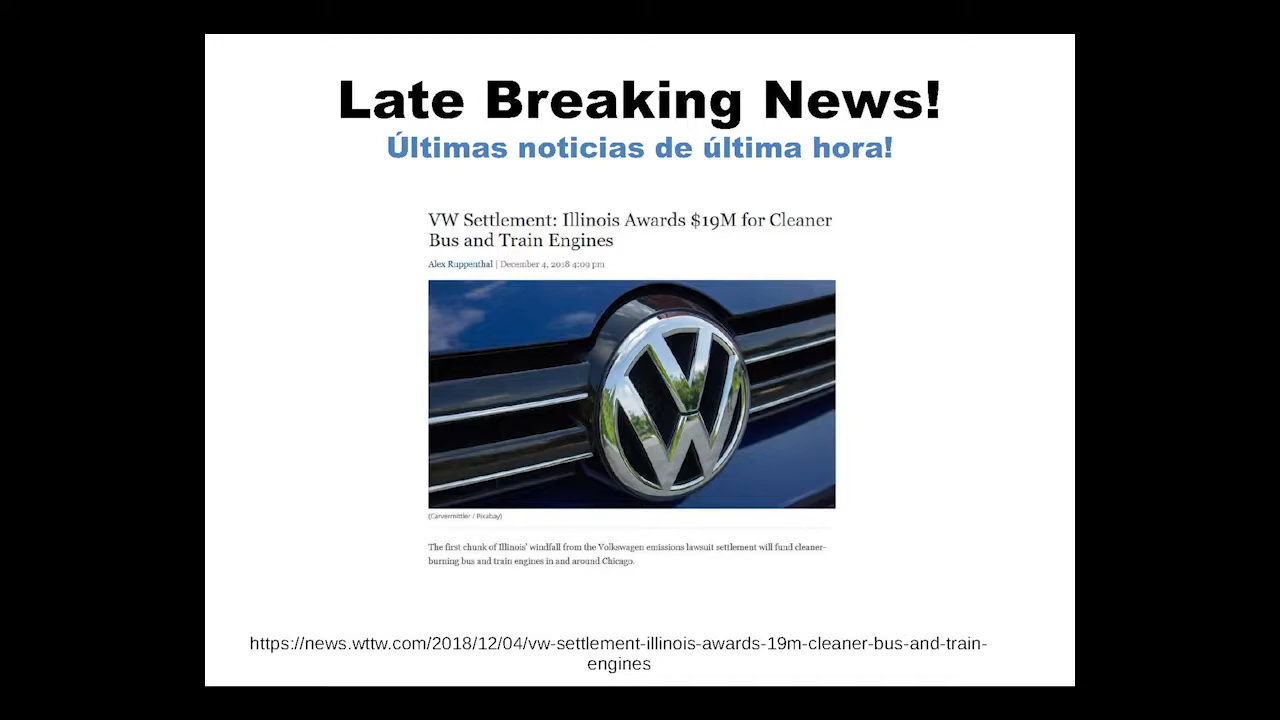 Late Breaking News!
Últimas noticias de última hora!
VW Settlement: Illinois Awards $19M for Cleaner
Bus and Train Engines
Alex Ruppenthal | December 4, 2018 4:09 pm
(Carvermittler / Pixabay)
The first chunk of Illinois' windfall from the Volkswagen emissions lawsuit settlement will fund cleaner-
burning bus and train engines in and around Chicago.
https://news.wttw.com/2018/12/04/vw-settlement-illinois-awards-19m-cleaner-bus-and-train-
engines